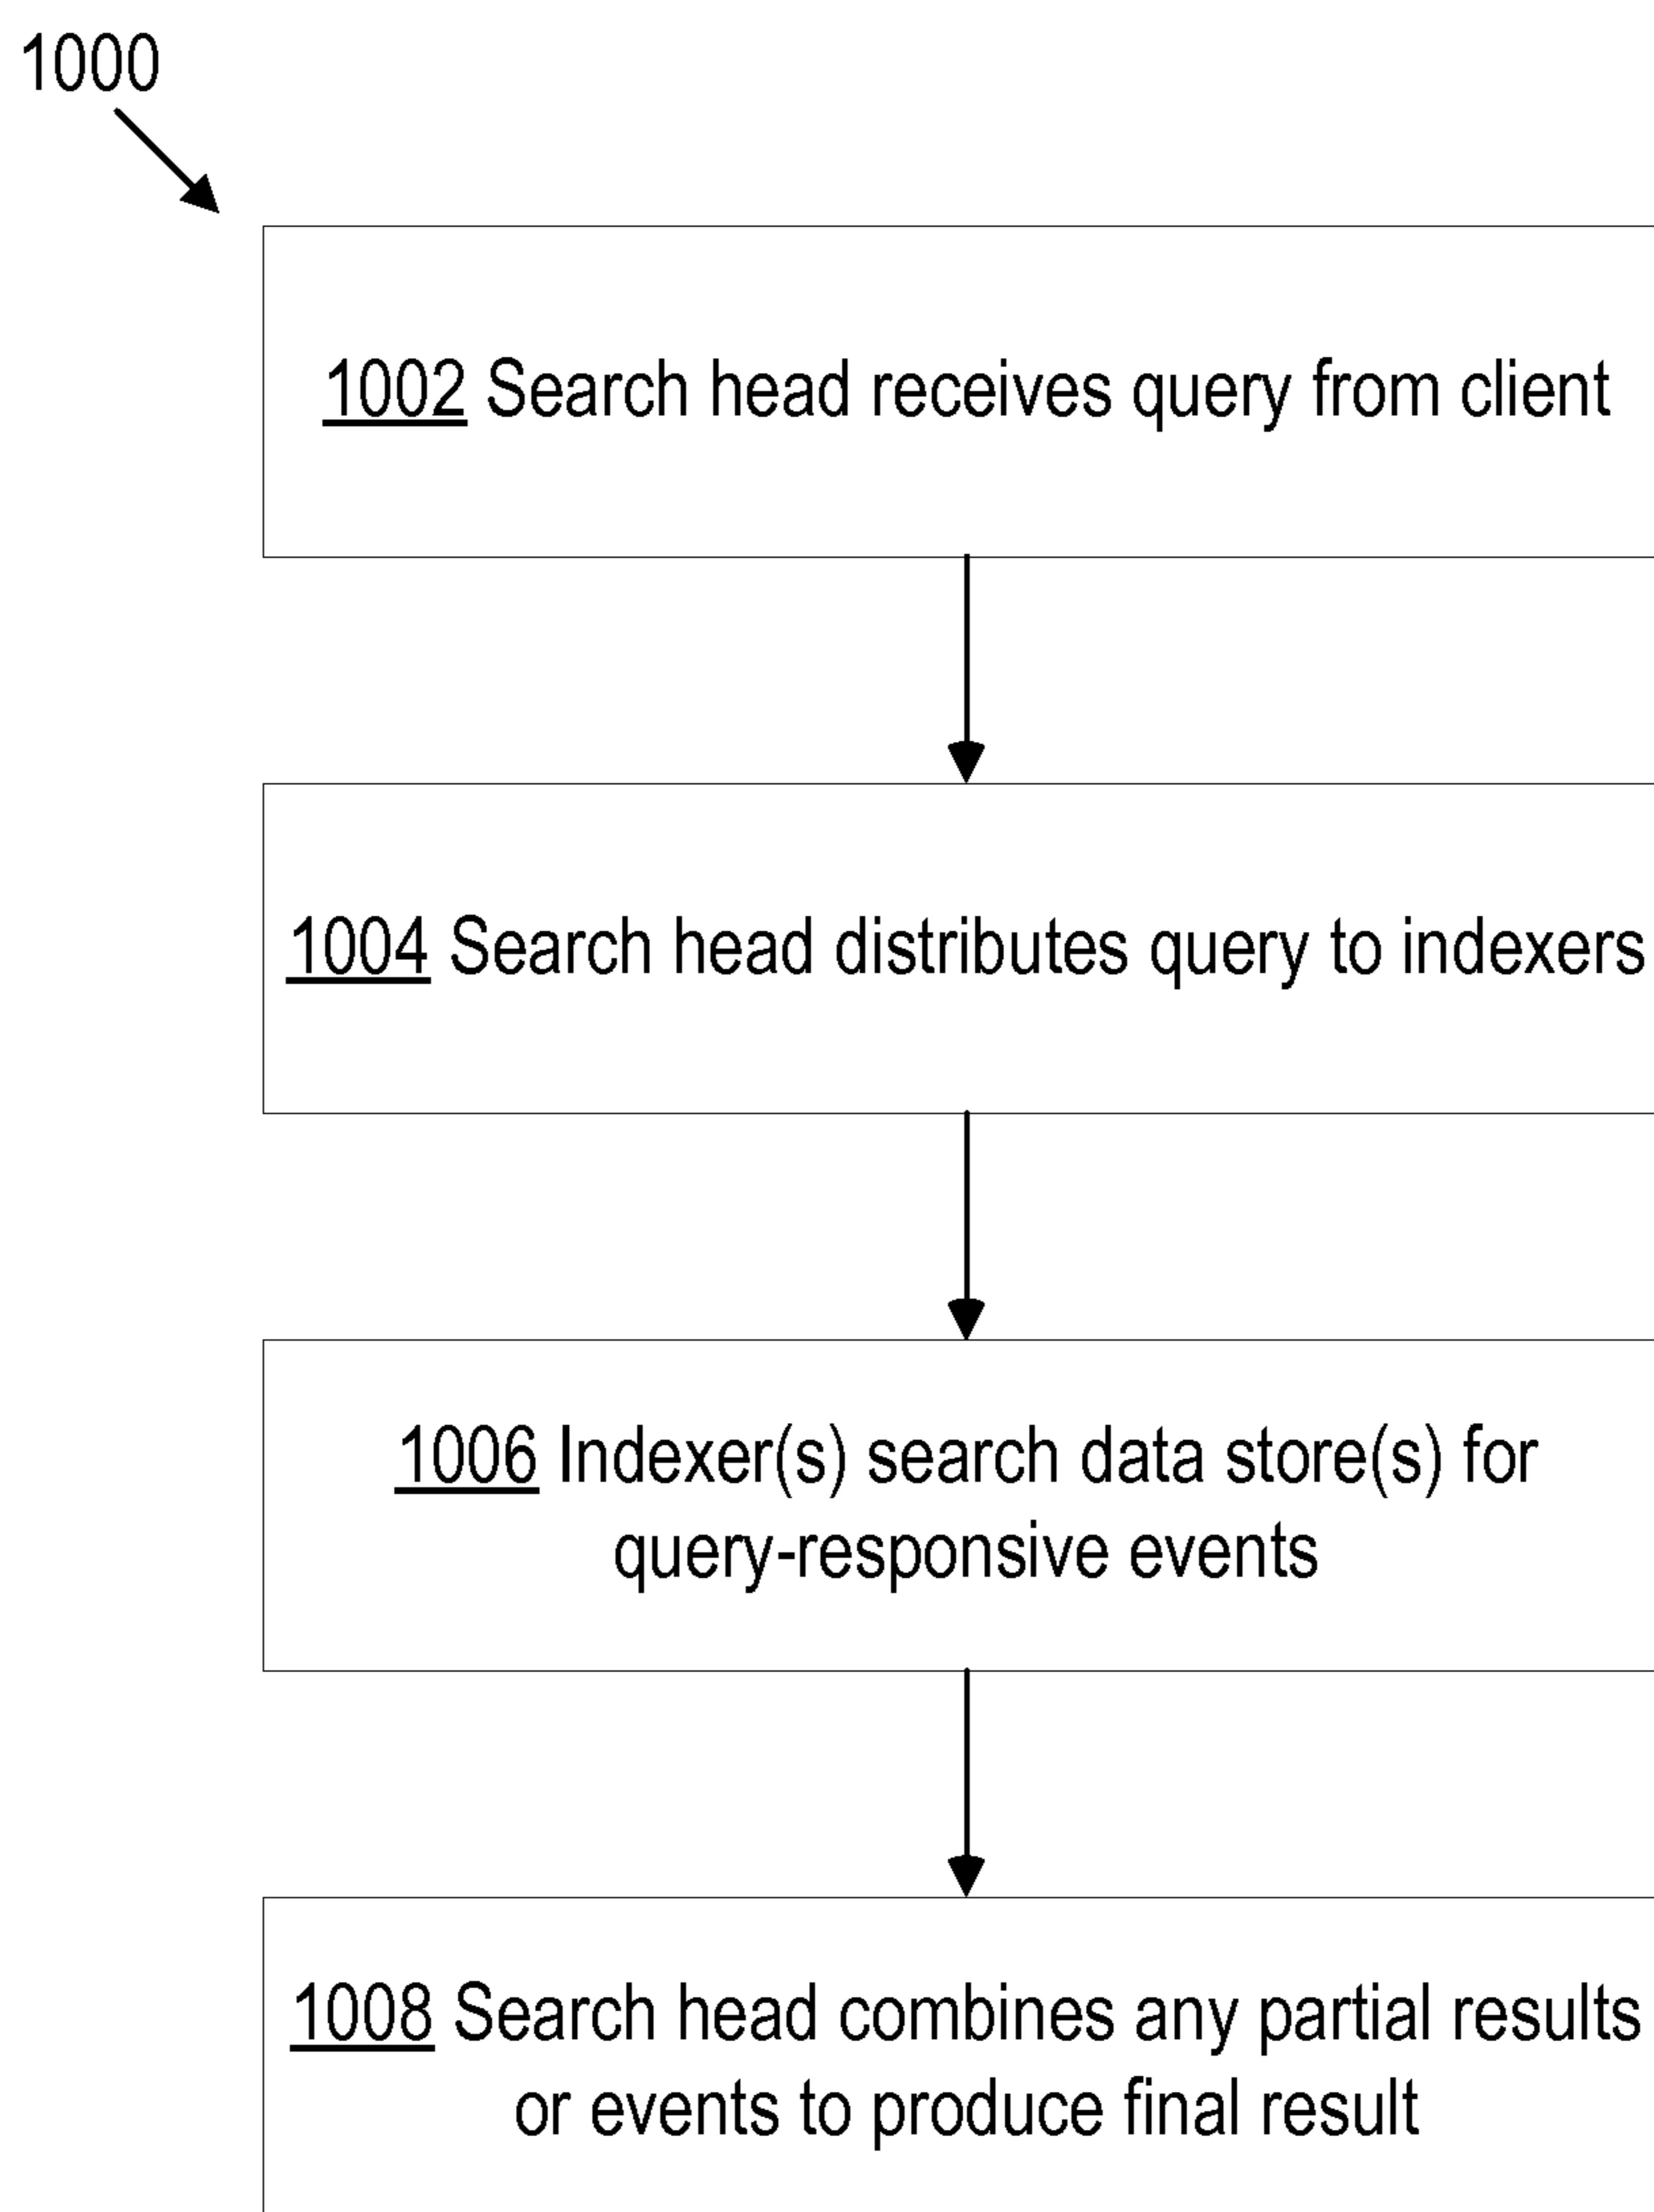 1000
1002 Search head receives query from client
1004 Search head distributes query to indexers
1006 Indexer(s) search data store(s) for
query-responsive events
1008 Search head combines any partial results
or events to produce final result